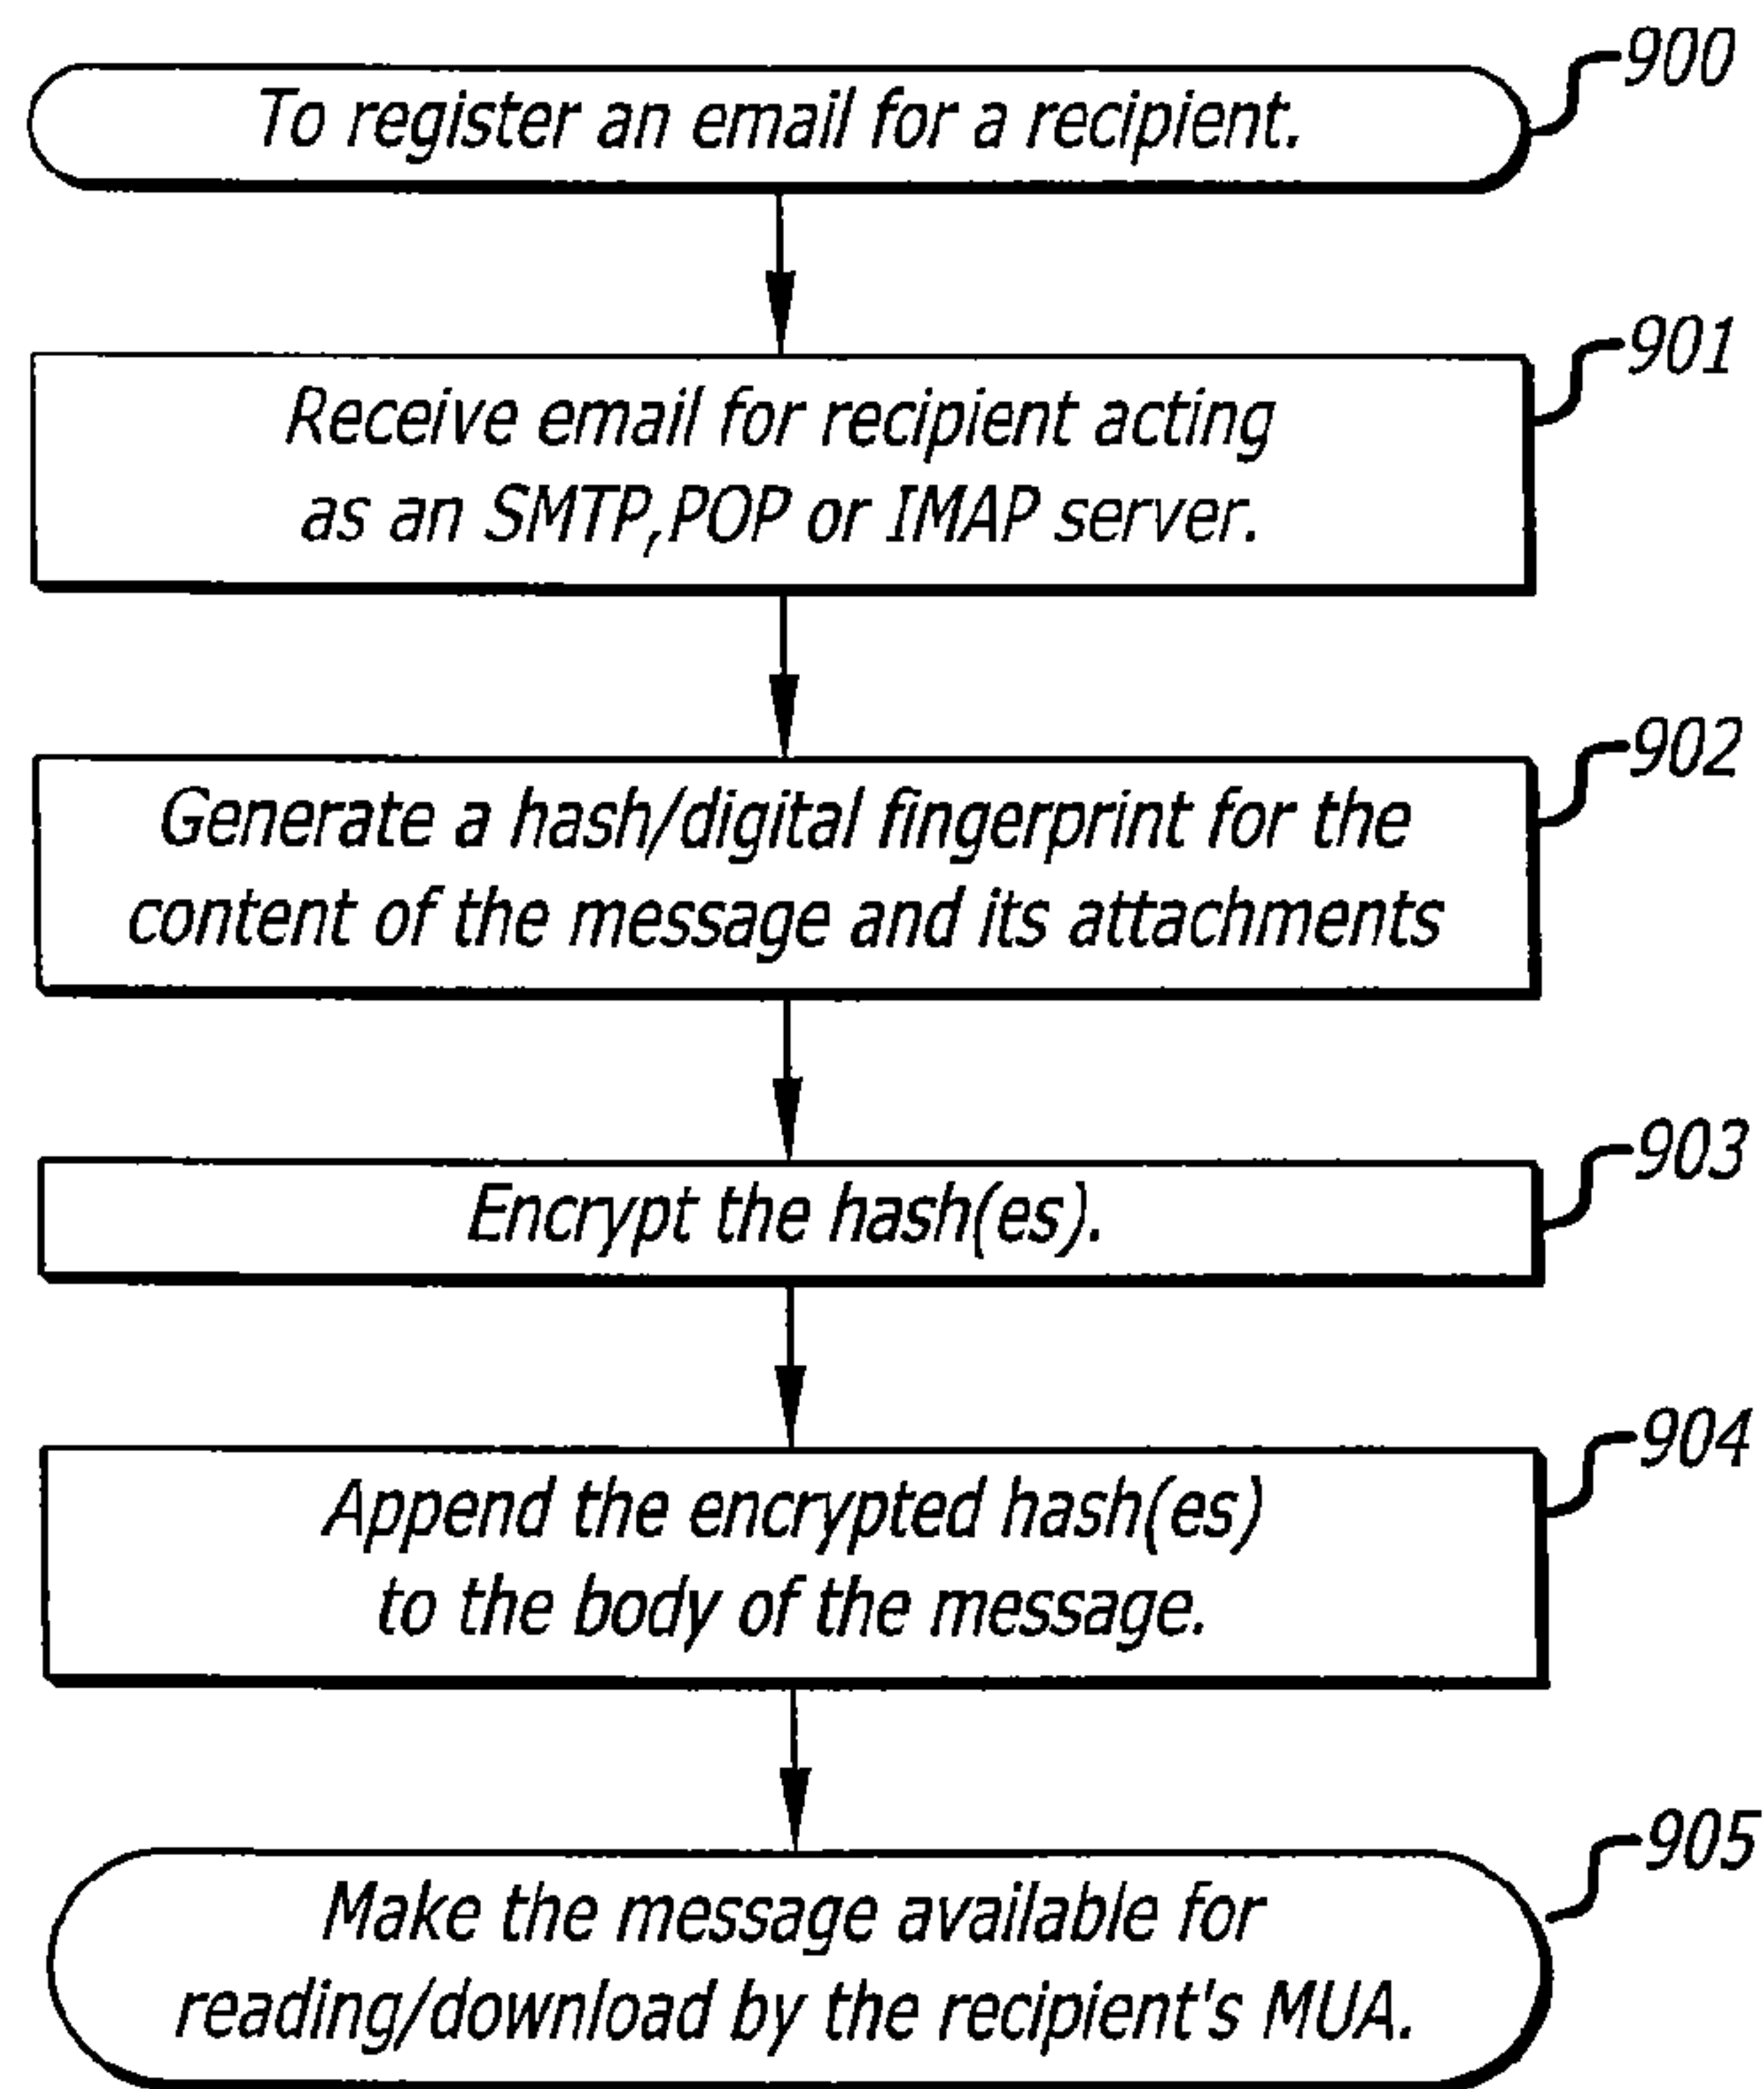 900
To register an email for a recipient.
901
Receive email for recipient acting
as an SMTP,POP or IMAP server.
902
Generate a hash/digital fingerprint for the
content of the message and its attachments
903
Encrypt the hash(es).
904
Append the encrypted hash(es)
to the body of the message.
905
Make the message available for
reading/download by the recipient's MUA.